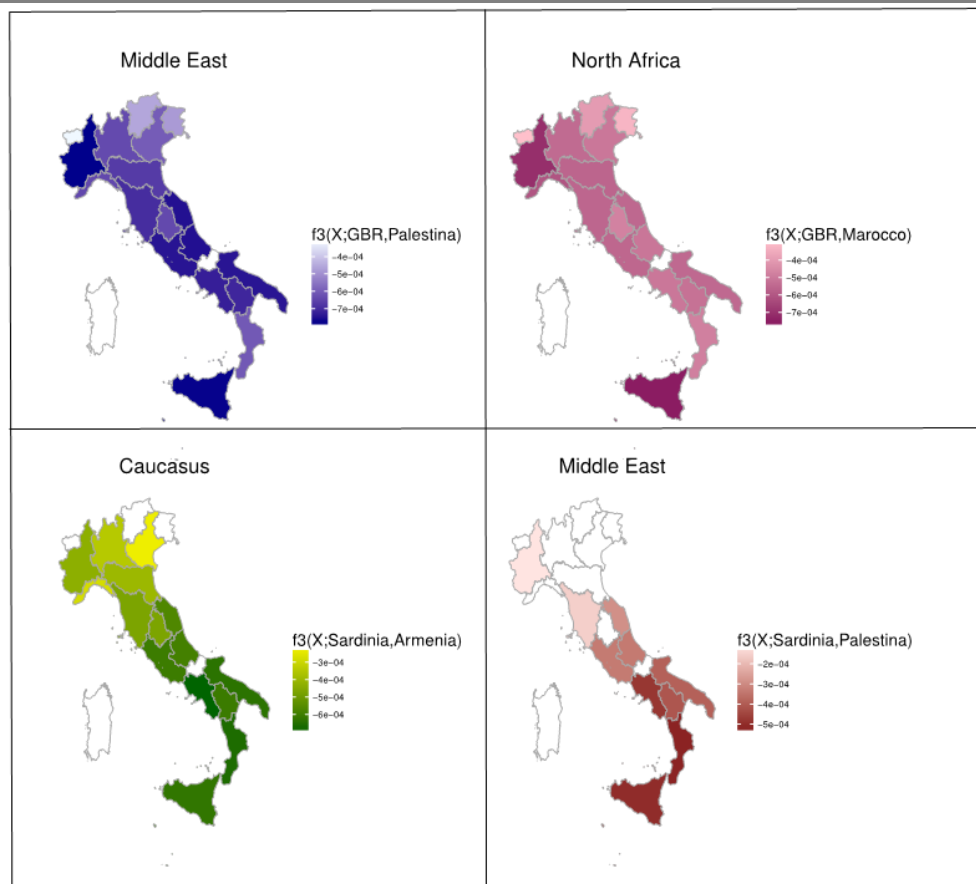 Middle East
f3(X;GBR,Palestina)
-4e-04
-5e-04
-6e-04
-7e-04
North Africa
f3(X;GBR,Marocco)
-4e-04
-5e-04
-6e-04
-7e-04
Caucasus
f3(X;Sardinia,Armenia)
-3e-04
-4e-04
-5e-04
-6e-04
Middle East
f3(X;Sardinia,Palestina)
-2e-04
-3e-04
-4e-04
-5e-04